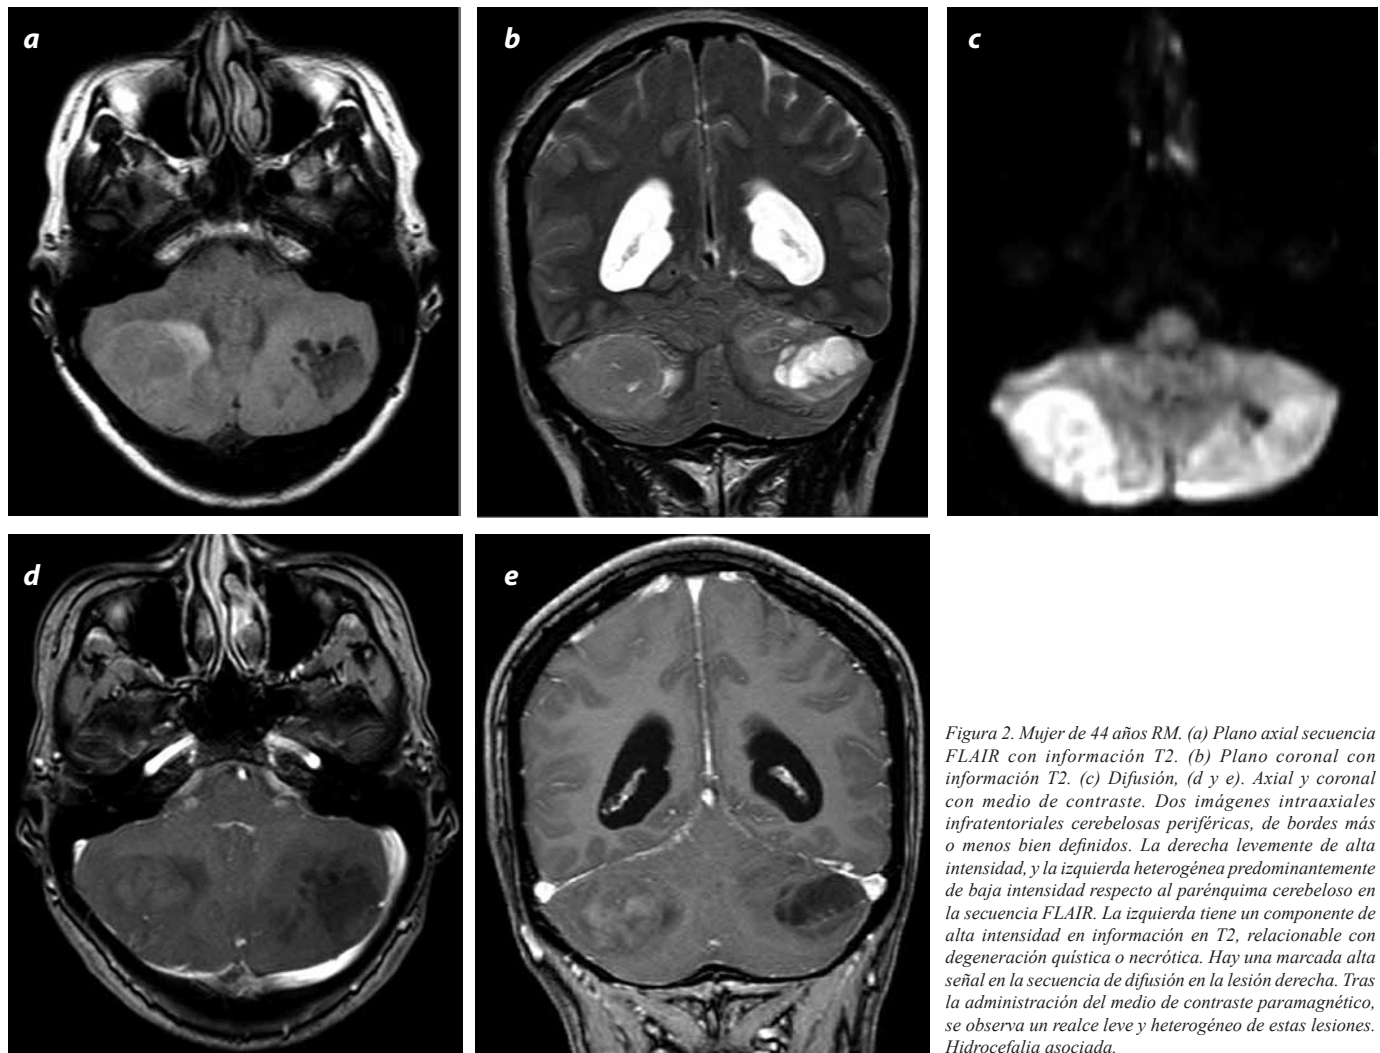 a
b
c
d
e
Figura 2. Mujer de 44 años RM. (a) Plano axial secuencia
FLAIR con información T2. (b) Plano coronal con
información T2. (c) Difusión, (d y e). Axial y coronal
con medio de contraste. Dos imágenes intraaxiales
infratentoriales cerebelosas periféricas, de bordes más
o menos bien definidos. La derecha levemente de alta
intensidad, y la izquierda heterogénea predominantemente
de baja intensidad respecto al parénquima cerebeloso en
la secuencia FLAIR. La izquierda tiene un componente de
alta intensidad en información en T2, relacionable con
degeneración quística o necrótica. Hay una marcada alta
señal en la secuencia de difusión en la lesión derecha. Tras
la administración del medio de contraste paramagnético,
se observa un realce leve y heterogéneo de estas lesiones.
Hidrocefalia asociada.